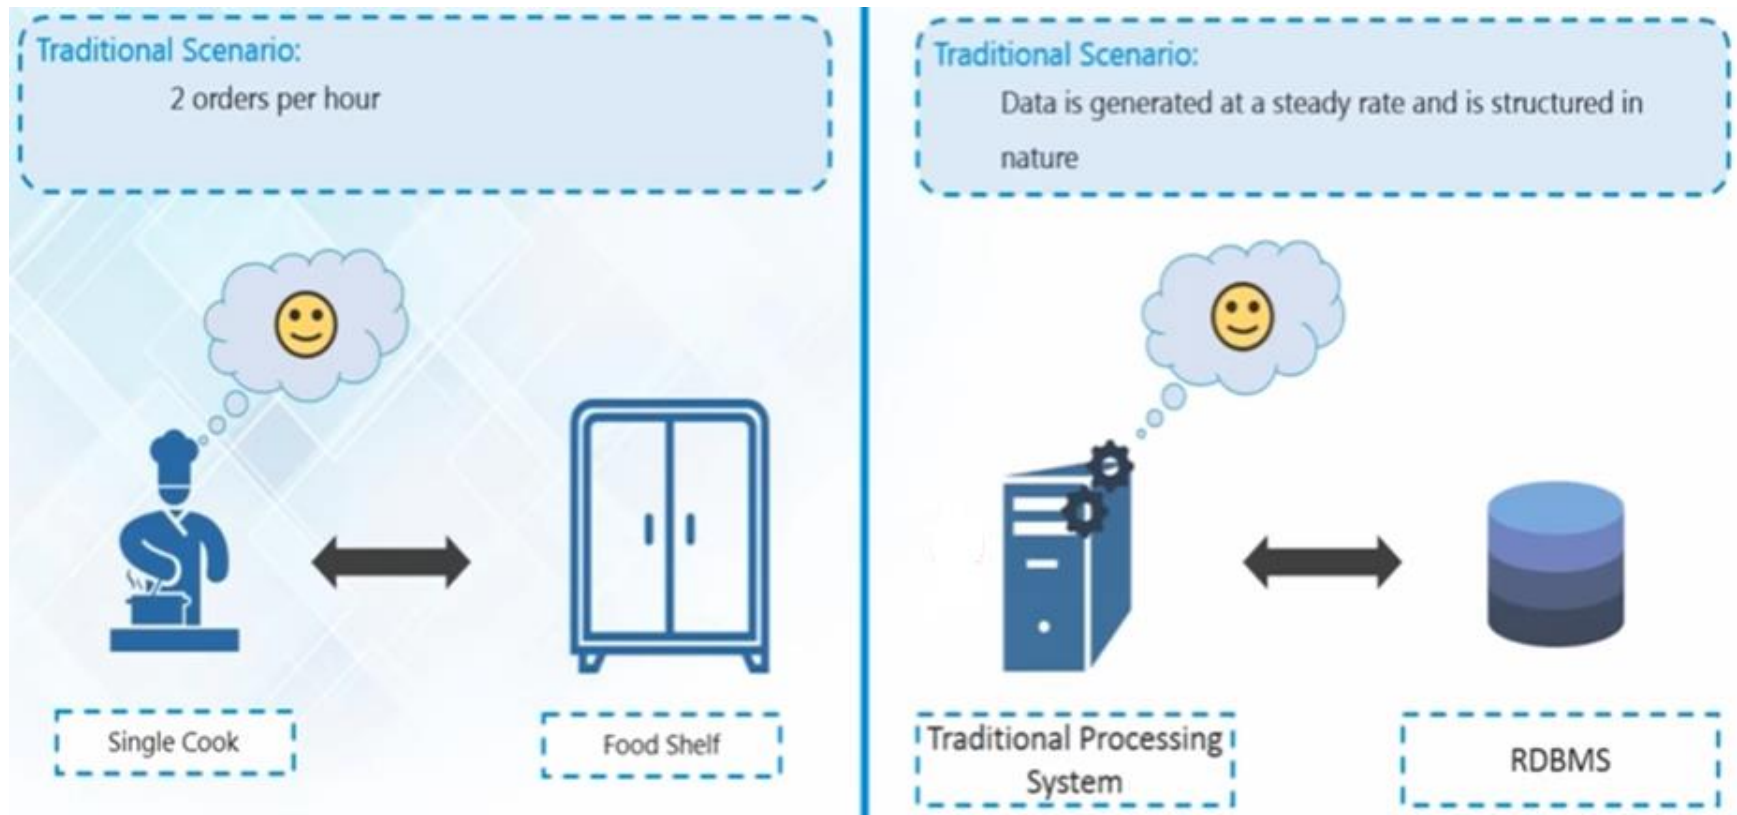 Traditional Scenario:
2 orders per hour
Single Cook
Food Shelf
Traditional Scenario:
Data is generated at a steady rate and is structured in
nature
Traditional Processing
System
RDBMS